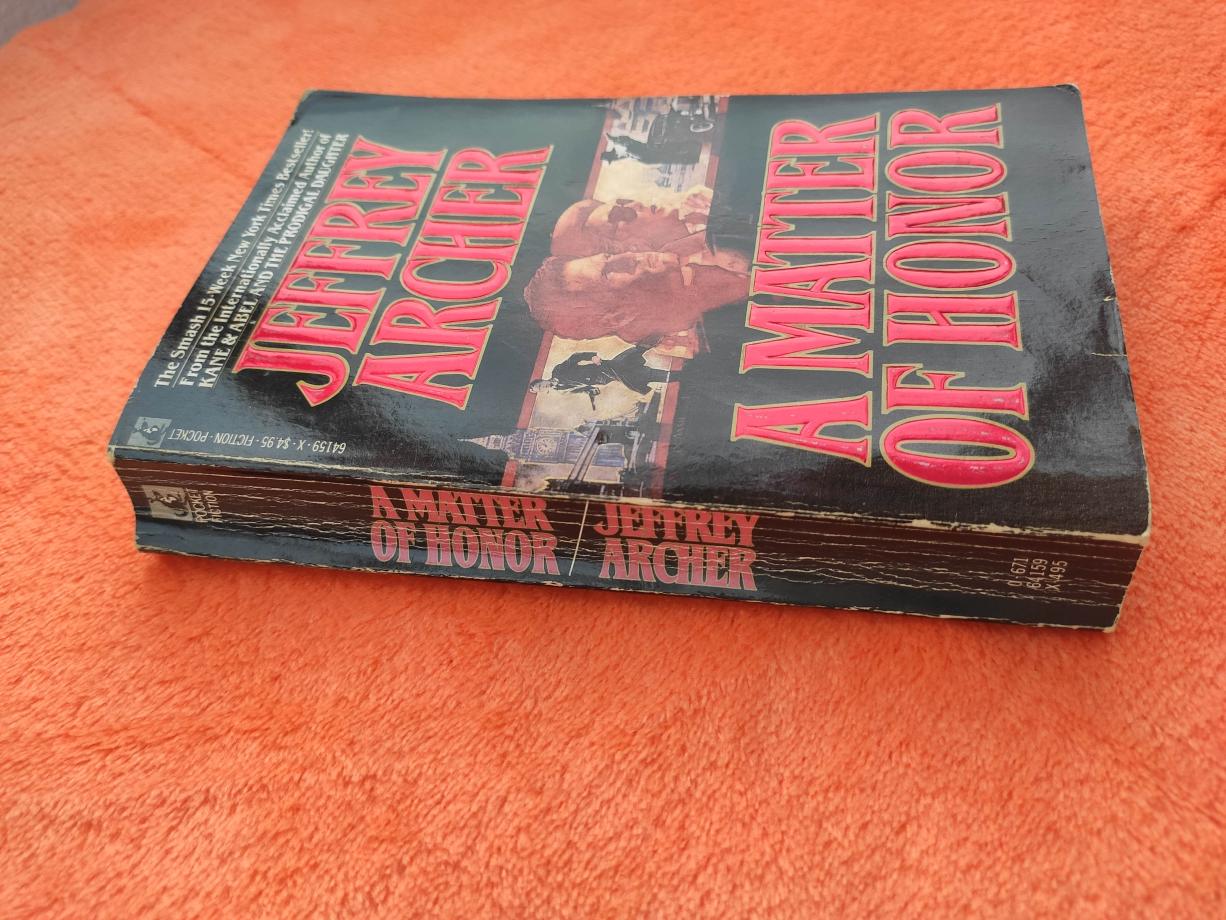 The Smash 15-Week New York Times Bestseller!
From the Internationally Acclaimed Author of
KANE & ABEL AND THE PRODIGAL DAUGHTER
JEFFREY
ARCHER
A MATTER
OF HONOR
64159·X·$4.95·FICTION·POCKET
POCKET
FICTION
A MATTER
OF HONOR
JEFFREY
ARCHER
0·671
64159
X·495